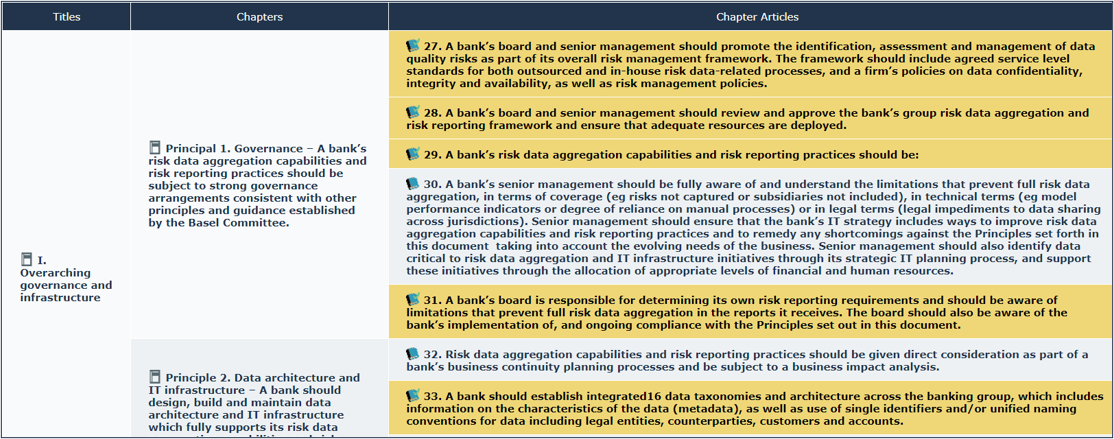 Titles
Chapters
Chapter Articles
I.
Overarching
governance and
infrastructure
Principal 1. Governance – A bank’s
risk data aggregation capabilities and
risk reporting practices should be
subject to strong governance
arrangements consistent with other
principles and guidance established
by the Basel Committee.
27. A bank’s board and senior management should promote the identification, assessment and management of data
quality risks as part of its overall risk management framework. The framework should include agreed service level
standards for both outsourced and in-house risk data-related processes, and a firm’s policies on data confidentiality,
integrity and availability, as well as risk management policies.
28. A bank’s board and senior management should review and approve the bank’s group risk data aggregation and
risk reporting framework and ensure that adequate resources are deployed.
29. A bank’s risk data aggregation capabilities and risk reporting practices should be:
30. A bank’s senior management should be fully aware of and understand the limitations that prevent full risk data
aggregation, in terms of coverage (eg risks not captured or subsidiaries not included), in technical terms (eg model
performance indicators or degree of reliance on manual processes) or in legal terms (legal impediments to data sharing
across jurisdictions). Senior management should ensure that the bank’s IT strategy includes ways to improve risk data
aggregation capabilities and risk reporting practices and to remedy any shortcomings against the Principles set forth in
this document taking into account the evolving needs of the business. Senior management should also identify data
critical to risk data aggregation and IT infrastructure initiatives through its strategic IT planning process, and support
these initiatives through the allocation of appropriate levels of financial and human resources.
31. A bank’s board is responsible for determining its own risk reporting requirements and should be aware of
limitations that prevent full risk data aggregation in the reports it receives. The board should also be aware of the
bank’s implementation of, and ongoing compliance with the Principles set out in this document.
Principle 2. Data architecture and
IT infrastructure – A bank should
design, build and maintain data
architecture and IT infrastructure
which fully supports its risk data
32. Risk data aggregation capabilities and risk reporting practices should be given direct consideration as part of a
bank’s business continuity planning processes and be subject to a business impact analysis.
33. A bank should establish integrated16 data taxonomies and architecture across the banking group, which includes
information on the characteristics of the data (metadata), as well as use of single identifiers and/or unified naming
conventions for data including legal entities, counterparties, customers and accounts.